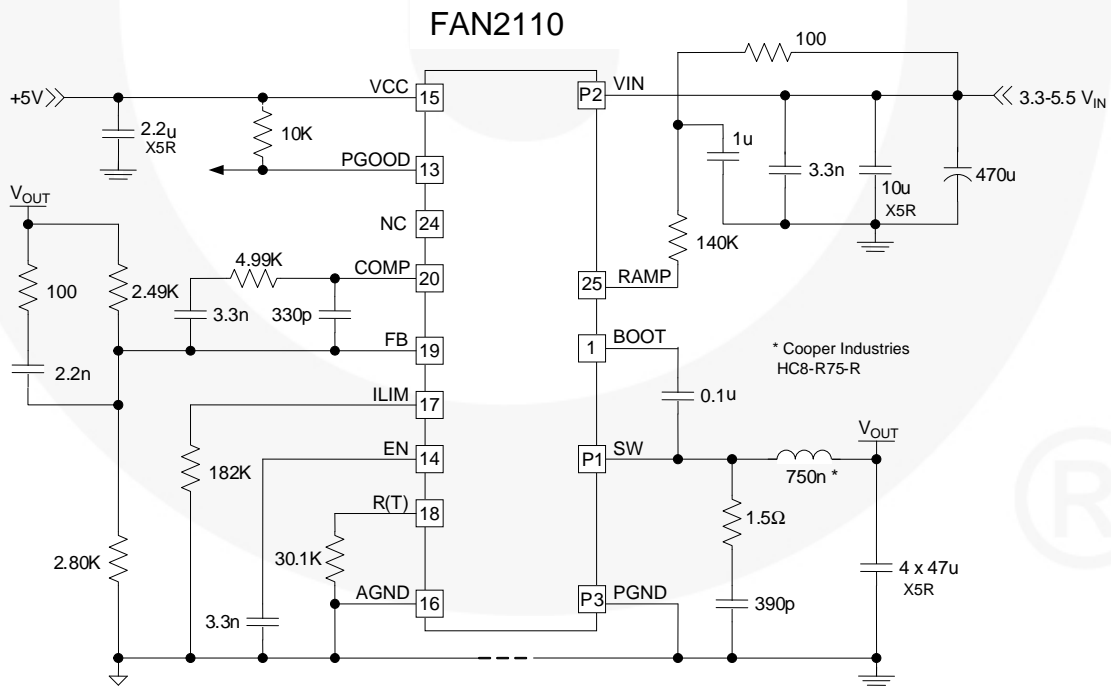 FAN2110
100
+5V
VCC
15
P2
VIN
3.3-5.5 VIN
2.2u
X5R
10K
1u
3.3n
10u
X5R
470u
PGOOD
13
VOUT
NC
24
140K
4.99K
COMP
20
100
2.49K
25
RAMP
3.3n
330p
FB
19
1
BOOT
* Cooper Industries
HC8-R75-R
2.2n
ILIM
17
0.1u
VOUT
EN
14
P1
SW
182K
750n *
R(T)
18
1.5Ω
2.80K
30.1K
4 x 47u
X5R
AGND
16
P3
PGND
390p
3.3n
R